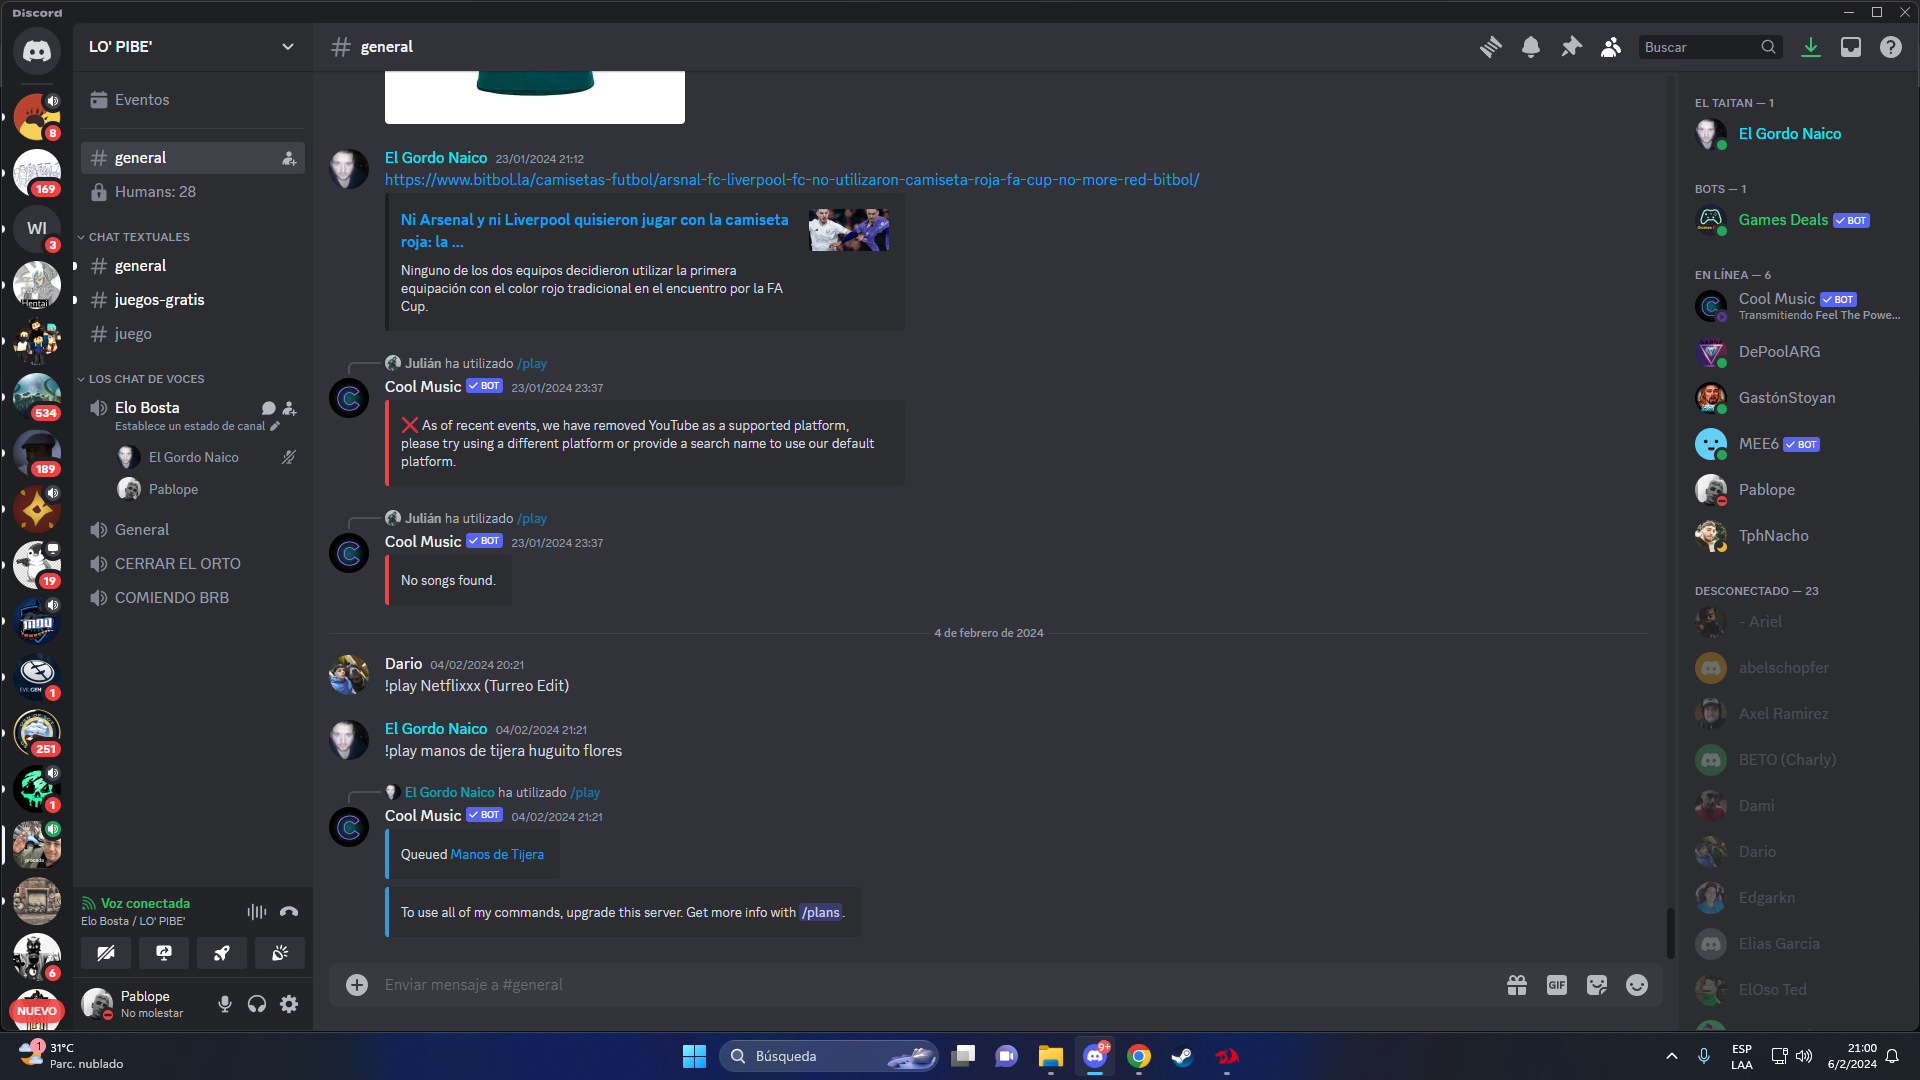 Discord
LO' PIBE'
general
Buscar
Eventos
general
Humans: 28
CHAT TEXTUALES
general
juegos-gratis
juego
LOS CHAT DE VOCES
Elo Bosta
Establece un estado de canal
El Gordo Naico
Pablope
General
CERRAR EL ORTO
COMIENDO BRB
8
169
WI
3
Hentai
534
189
19
1
251
1
6
NUEVO
El Gordo Naico 23/01/2024 21:12
https://www.bitbol.la/camisetas-futbol/arsnal-fc-liverpool-fc-no-utilizaron-camiseta-roja-fa-cup-no-more-red-bitbol/
Ni Arsenal y ni Liverpool quisieron jugar con la camiseta
roja: la ...
Ninguno de los dos equipos decidieron utilizar la primera
equipación con el color rojo tradicional en el encuentro por la FA
Cup.
Julián ha utilizado /play
Cool Music BOT 23/01/2024 23:37
As of recent events, we have removed YouTube as a supported platform,
please try using a different platform or provide a search name to use our default
platform.
Julián ha utilizado /play
Cool Music BOT 23/01/2024 23:37
No songs found.
4 de febrero de 2024
Dario 04/02/2024 20:21
!play Netflixxx (Turreo Edit)
El Gordo Naico 04/02/2024 21:21
!play manos de tijera huguito flores
El Gordo Naico ha utilizado /play
Cool Music BOT 04/02/2024 21:21
Queued Manos de Tijera
To use all of my commands, upgrade this server. Get more info with /plans.
Enviar mensaje a #general
GIF
EL TAITAN — 1
El Gordo Naico
BOTS — 1
Games Deals BOT
EN LÍNEA — 6
Cool Music BOT
Transmitiendo Feel The Powe...
DePoolARG
GastónStoyan
MEE6 BOT
Pablope
TphNacho
DESCONECTADO — 23
- Ariel
abelschopfer
Axel Ramirez
BETO (Charly)
Dami
Dario
Edgarkn
Elias Garcia
ElOso Ted
Voz conectada
Elo Bosta / LO' PIBE'
Pablope
No molestar
1
31°C
Parc. nublado
Búsqueda
9+
ESP
LAA
21:00
6/2/2024